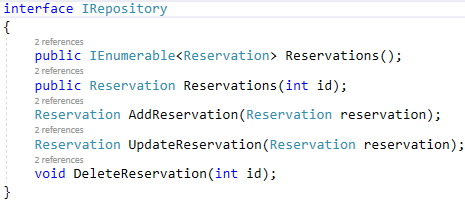 interface IRepository
{
2 references
public IEnumerable<Reservation> Reservations();
2 references
public Reservation Reservations(int id);
2 references
Reservation AddReservation(Reservation reservation);
2 references
Reservation UpdateReservation(Reservation reservation);
2 references
void DeleteReservation(int id);
}